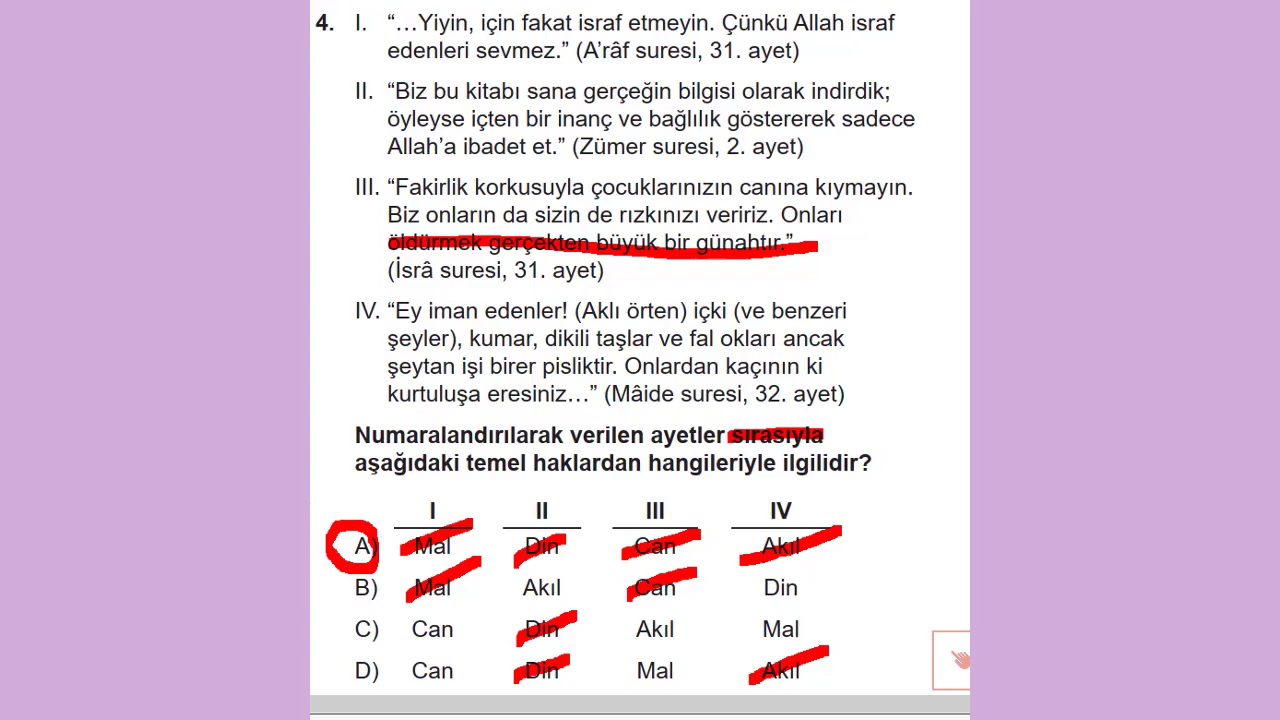 4. I. “…Yiyin, için fakat israf etmeyin. Çünkü Allah israf
edenleri sevmez.” (A’râf suresi, 31. ayet)
II. “Biz bu kitabı sana gerçeğin bilgisi olarak indirdik;
öyleyse içten bir inanç ve bağlılık göstererek sadece
Allah’a ibadet et.” (Zümer suresi, 2. ayet)
III. “Fakirlik korkusuyla çocuklarınızın canına kıymayın.
Biz onların da sizin de rızkınızı veririz. Onları
öldürmek gerçekten büyük bir günahtır.”
(İsrâ suresi, 31. ayet)
IV. “Ey iman edenler! (Aklı örten) içki (ve benzeri
şeyler), kumar, dikili taşlar ve fal okları ancak
şeytan işi birer pisliktir. Onlardan kaçının ki
kurtuluşa eresiniz…” (Mâide suresi, 32. ayet)
Numaralandırılarak verilen ayetler sırasıyla
aşağıdaki temel haklardan hangileriyle ilgilidir?
I II III IV
A) Mal Din Can Akıl
B) Mal Akıl Can Din
C) Can Din Akıl Mal
D) Can Din Mal Akıl